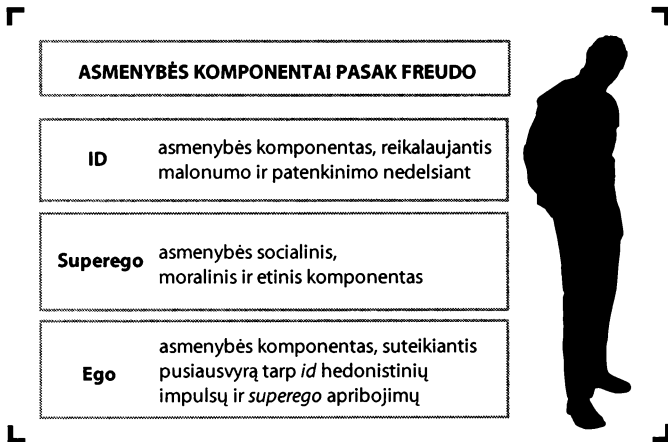 ASMENYBĖS KOMPONENTAI PASAK FREUDO
ID
asmenybės komponentas, reikalaujantis
malonumo ir patenkinimo nedelsiant
Superego
asmenybės socialinis,
moralinis ir etinis komponentas
Ego
asmenybės komponentas, suteikiantis
pusiausvyrą tarp id hedonistinių
impulsų ir superego apribojimų